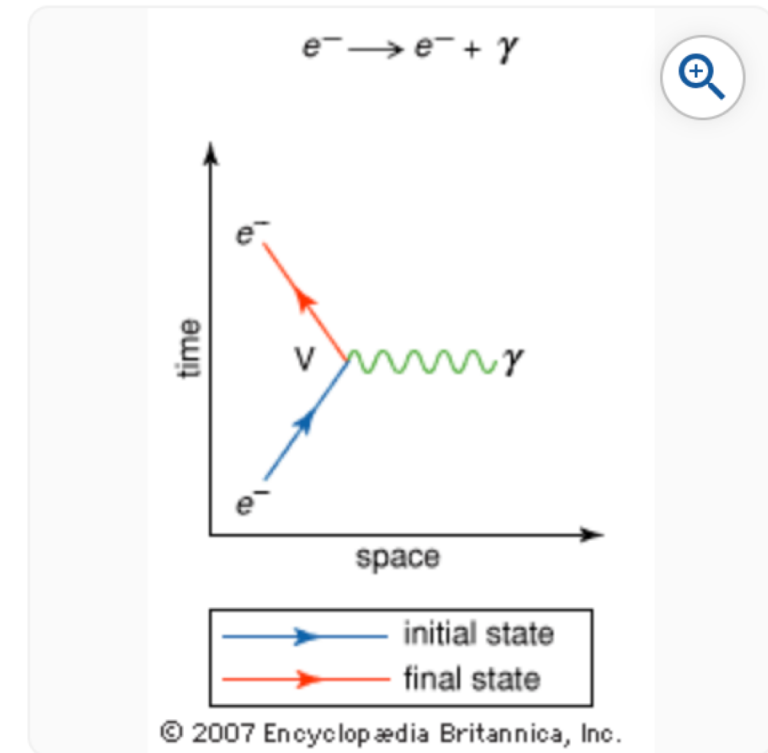 e⁻ ⟶ e⁻ + γ
e⁻
time
V
γ
e⁻
space
initial state
final state
© 2007 Encyclopædia Britannica, Inc.